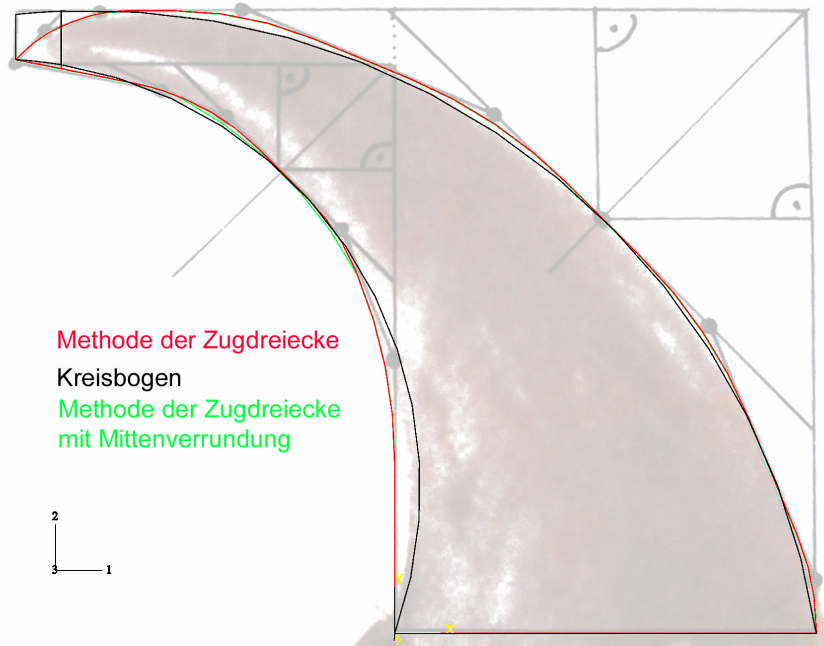 Methode der Zugdreiecke
Kreisbogen
Methode der Zugdreiecke
mit Mittenverrundung
2
3 1
Y
X
Z